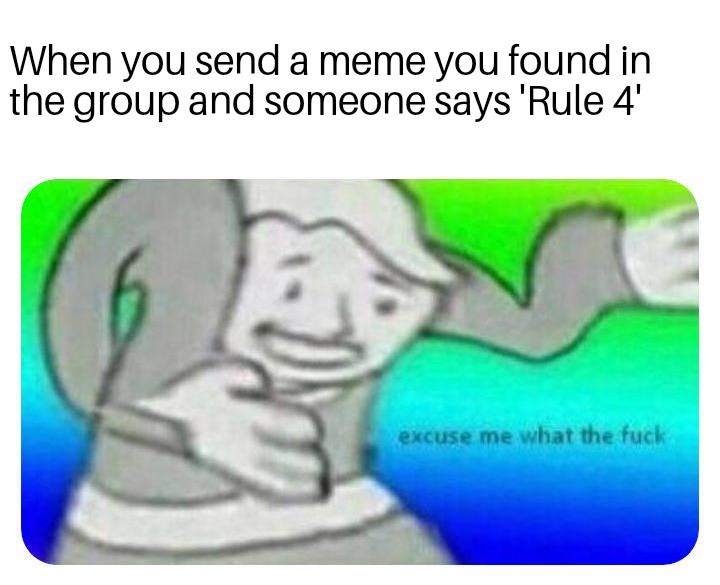 When you send a meme you found in
the group and someone says 'Rule 4'
excuse me what the fuck